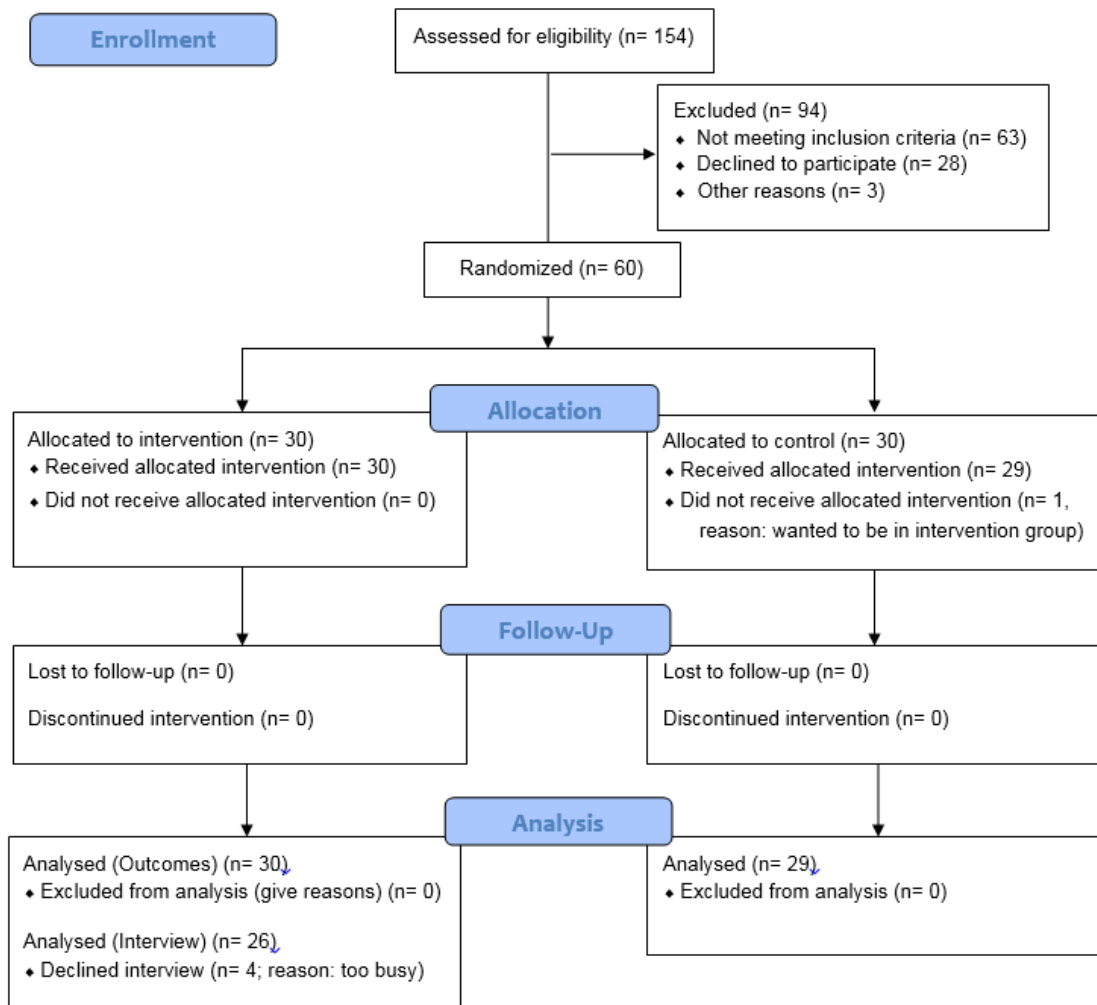 Enrollment
Assessed for eligibility (n= 154)
Excluded (n= 94)
⬥ Not meeting inclusion criteria (n= 63)
⬥ Declined to participate (n= 28)
⬥ Other reasons (n= 3)
Randomized (n= 60)
Allocation
Allocated to intervention (n= 30)
⬥ Received allocated intervention (n= 30)
⬥ Did not receive allocated intervention (n= 0)
Allocated to control (n= 30)
⬥ Received allocated intervention (n= 29)
⬥ Did not receive allocated intervention (n= 1,
reason: wanted to be in intervention group)
Follow-Up
Lost to follow-up (n= 0)
Discontinued intervention (n= 0)
Lost to follow-up (n= 0)
Discontinued intervention (n= 0)
Analysis
Analysed (Outcomes) (n= 30)
⬥ Excluded from analysis (give reasons) (n= 0)
Analysed (Interview) (n= 26)
⬥ Declined interview (n= 4; reason: too busy)
Analysed (n= 29)
⬥ Excluded from analysis (n= 0)